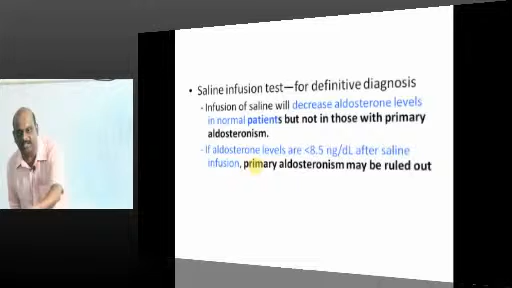 • Saline infusion test—for definitive diagnosis
- Infusion of saline will decrease aldosterone levels
in normal patients but not in those with primary
aldosteronism.
- If aldosterone levels are <8.5 ng/dL after saline
infusion, primary aldosteronism may be ruled out